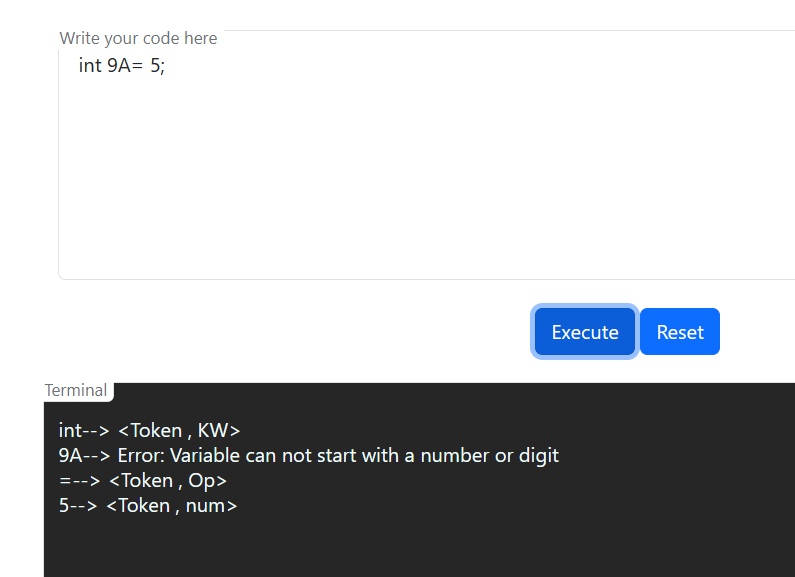 Write your code here
int 9A= 5;
Execute
Reset
Terminal
int--> <Token , KW>
9A--> Error: Variable can not start with a number or digit
=--> <Token , Op>
5--> <Token , num>